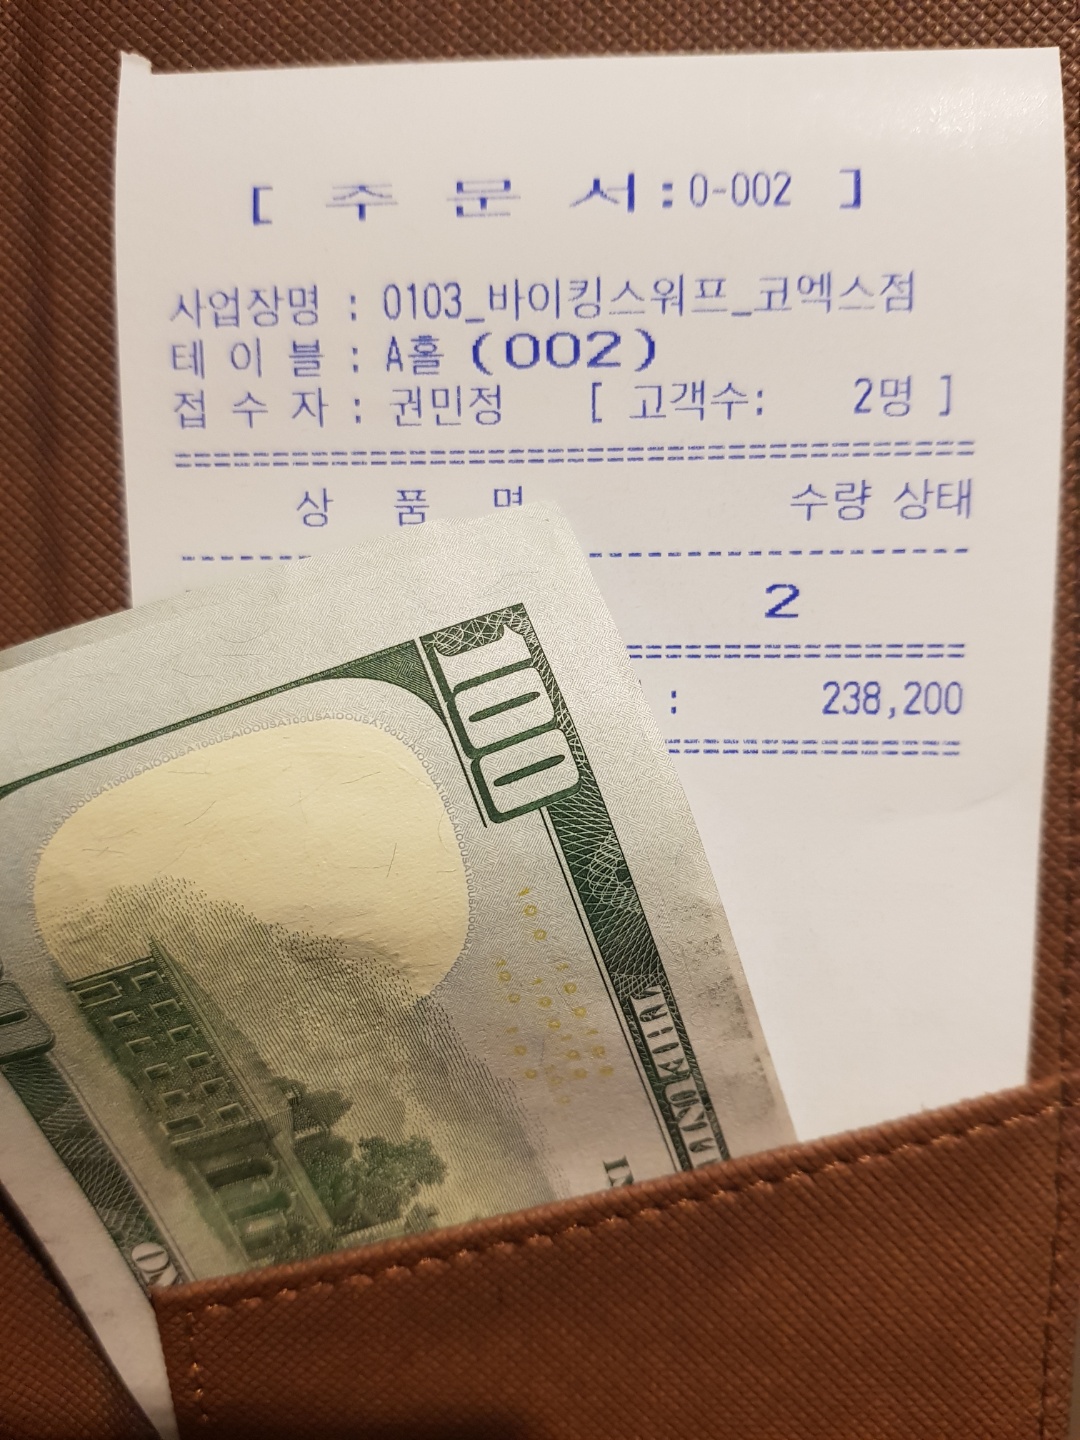 [ 주 문 서:0-002 ]
사업장명 : 0103_바이킹스워프_코엑스점
테 이 블 : A홀 (002)
접 수 자 : 권민정 [ 고객수: 2명 ]
상 품 명 수량 상태
2
: 238,200
100